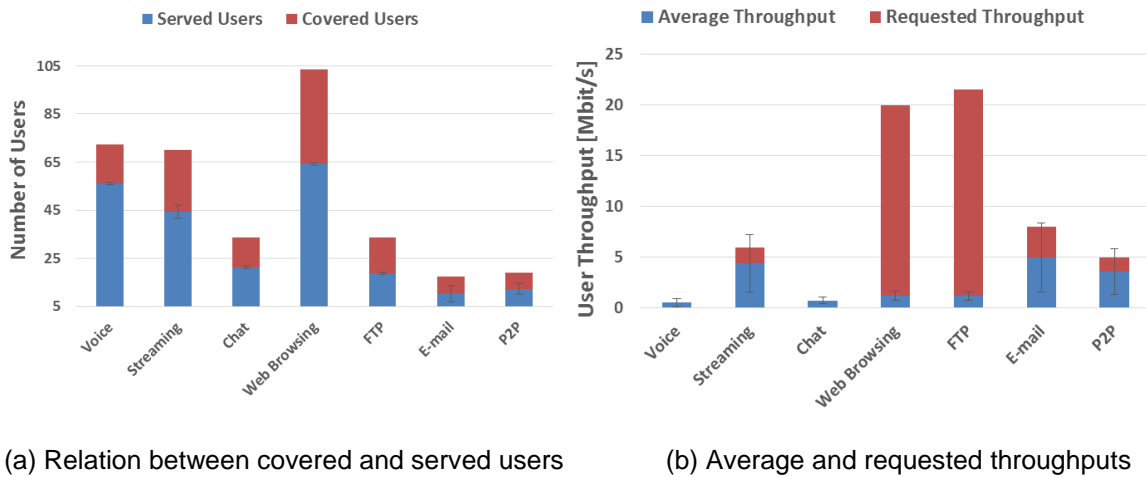 Served Users Covered Users
Number of Users
105
85
65
45
25
5
Voice Streaming Chat Web Browsing FTP E-mail P2P
(a) Relation between covered and served users
Average Throughput Requested Throughput
User Throughput [Mbit/s]
25
20
15
10
5
0
Voice Streaming Chat Web Browsing FTP E-mail P2P
(b) Average and requested throughputs